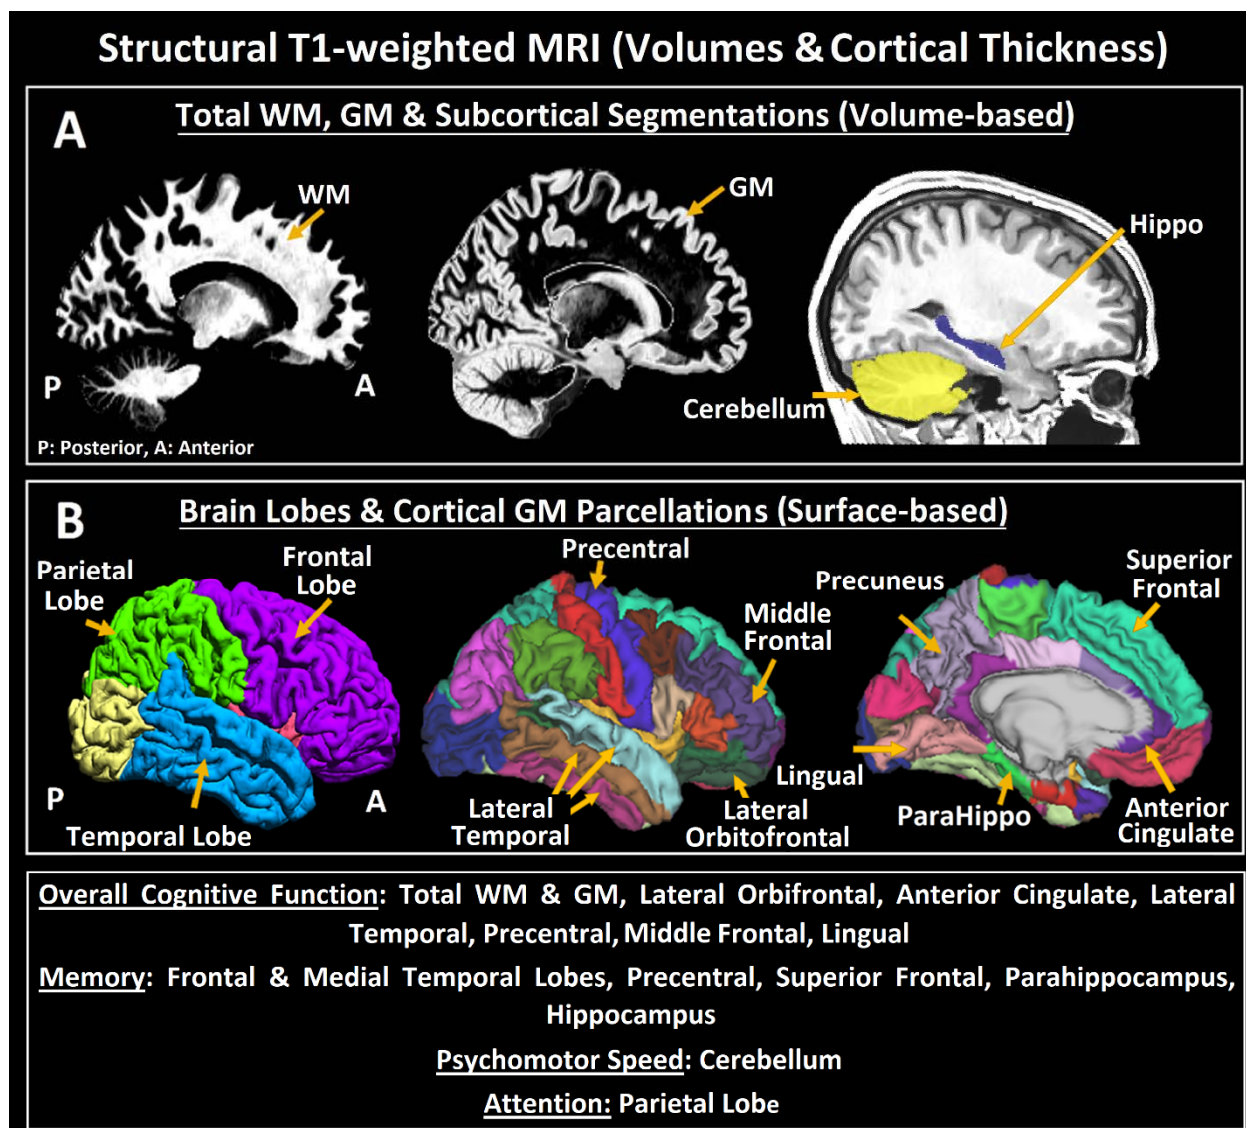 Structural T1-weighted MRI (Volumes & Cortical Thickness)
A
Total WM, GM & Subcortical Segmentations (Volume-based)
WM
GM
Hippo
Cerebellum
P
A
P: Posterior, A: Anterior
B
Brain Lobes & Cortical GM Parcellations (Surface-based)
Parietal
Lobe
Frontal
Lobe
Temporal Lobe
P
A
Precentral
Middle
Frontal
Lateral
Temporal
Lateral
Orbitofrontal
Precuneus
Superior
Frontal
Lingual
ParaHippo
Anterior
Cingulate
Overall Cognitive Function: Total WM & GM, Lateral Orbifrontal, Anterior Cingulate, Lateral
Temporal, Precentral, Middle Frontal, Lingual
Memory: Frontal & Medial Temporal Lobes, Precentral, Superior Frontal, Parahippocampus,
Hippocampus
Psychomotor Speed: Cerebellum
Attention: Parietal Lobe